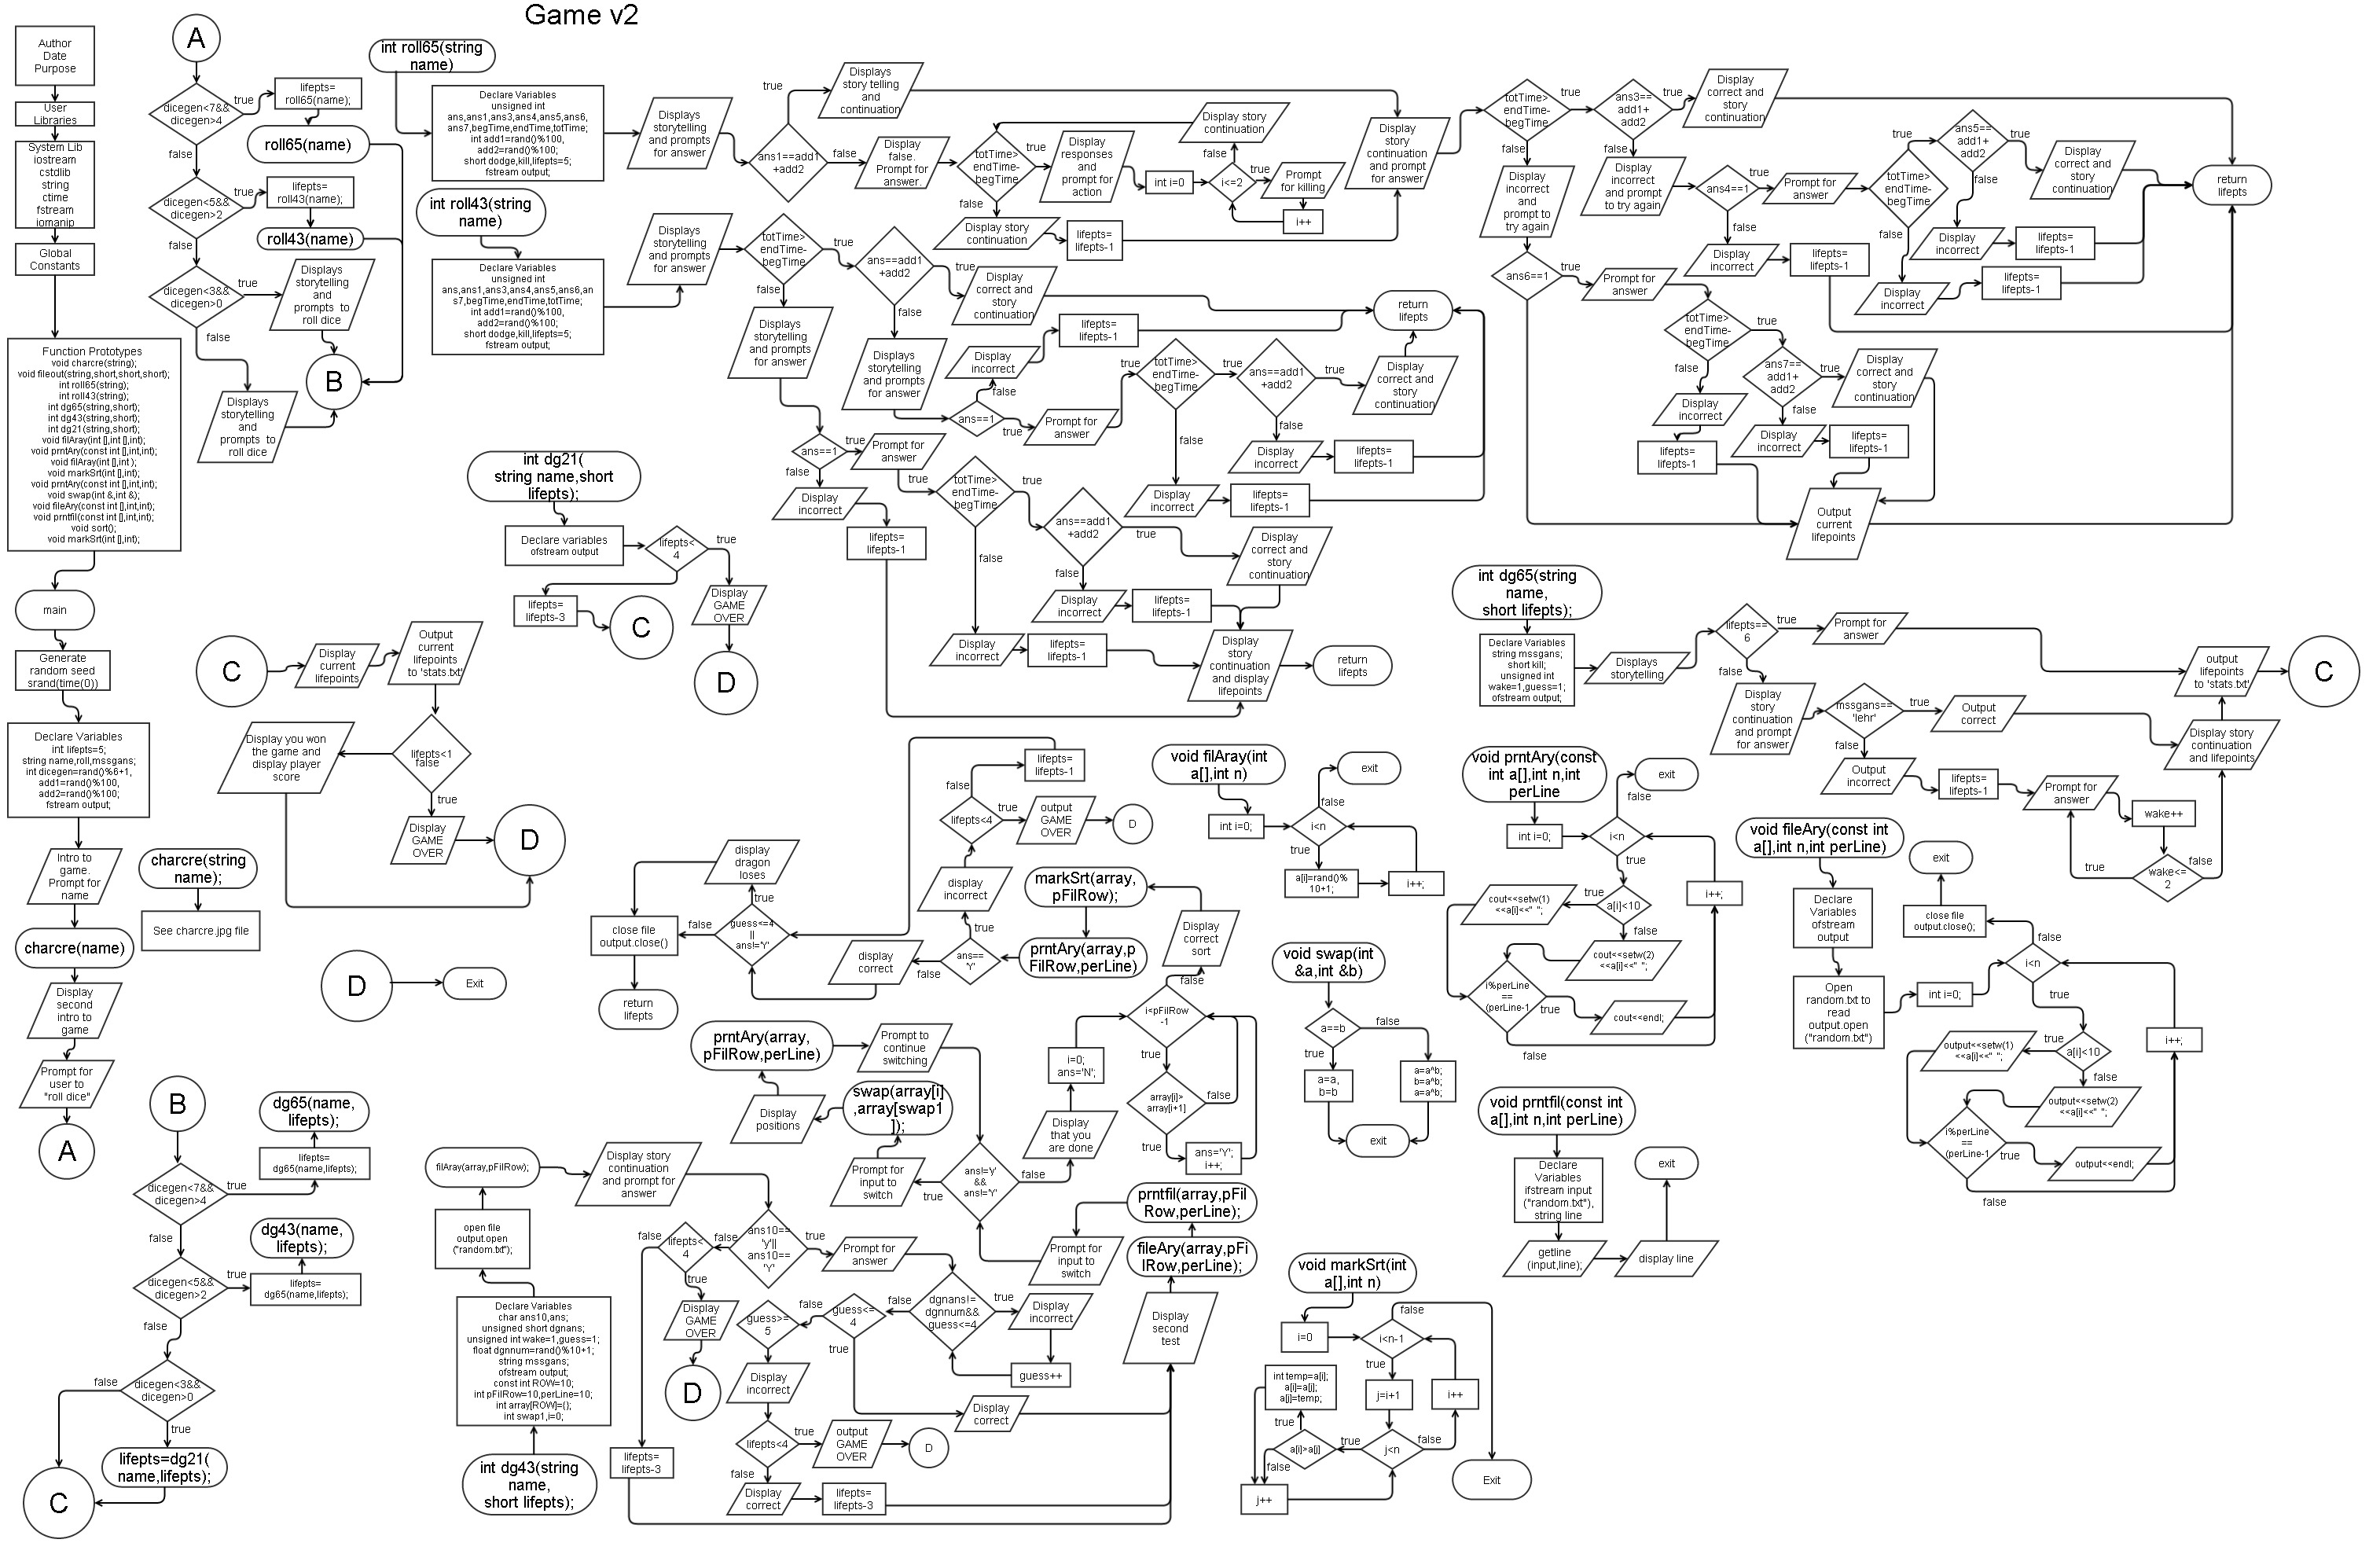 Game v2
Author
Date
Purpose
User
Libraries
System Lib
iostream
cstdlib
string
ctime
fstream
iomanip
Global
Constants
Function Prototypes
void charcre(string);
void fileout(string,short,short,short);
int roll65(string);
int roll43(string);
int dg65(string,short);
int dg43(string,short);
int dg21(string,short);
void filAray(int [],int [],int);
void prntAry(const int [],int,int);
void filAray(int [],int );
void markSrt(int [],int);
void prntAry(const int [],int,int);
void swap(int &,int &);
void fileAry(const int [],int,int);
void prntfil(const int [],int,int);
void sort();
void markSrt(int [],int);
main
Generate
random seed
srand(time(0))
Declare Variables
int lifepts=5;
string name,roll,mssgans;
int dicegen=rand()%6+1,
add1=rand()%100,
add2=rand()%100;
fstream output;
Intro to
game.
Prompt for
name
charcre(name)
Display
second
intro to
game
Prompt for
user to
"roll dice"
A
charcre(string
name);
See charcre.jpg file
A
dicegen<7&&
dicegen>4
true
lifepts=
roll65(name);
roll65(name)
false
dicegen<5&&
dicegen>2
true
lifepts=
roll43(name);
roll43(name)
false
dicegen<3&&
dicegen>0
true
Displays
storytelling
and
prompts to
roll dice
false
Displays
storytelling
and
prompts to
roll dice
B
int roll65(string
name)
Declare Variables
unsigned int
ans,ans1,ans3,ans4,ans5,ans6,
ans7,begTime,endTime,totTime;
int add1=rand()%100,
add2=rand()%100;
short dodge,kill,lifepts=5;
fstream output;
Displays
storytelling
and prompts
for answer
ans1==add1
+add2
true
Displays
story telling
and
continuation
false
Display
false.
Prompt for
answer.
totTime>
endTime-
begTime
true
Display
responses
and
prompt for
action
int i=0
i<=2
true
Prompt
for killing
i++
false
Display story
continuation
false
Display story
continuation
lifepts=
lifepts-1
Display
story
continuation
and prompt
for answer
totTime>
endTime-
begTime
true
ans3==
add1+
add2
true
Display
correct and
story
continuation
false
Display
incorrect
and prompt
to try again
ans4==1
true
Prompt for
answer
totTime>
endTime-
begTime
true
ans5==
add1+
add2
true
Display
correct and
story
continuation
false
Display
incorrect
lifepts=
lifepts-1
false
Display
incorrect
lifepts=
lifepts-1
false
Display
incorrect
lifepts=
lifepts-1
return
lifepts
false
Display
incorrect
and
prompt to
try again
ans6==1
true
Prompt for
answer
totTime>
endTime-
begTime
true
ans7==
add1+
add2
true
Display
correct and
story
continuation
false
Display
incorrect
lifepts=
lifepts-1
false
Display
incorrect
lifepts=
lifepts-1
Output
current
lifepoints
int roll43(string
name)
Declare Variables
unsigned int
ans,ans1,ans3,ans4,ans5,ans6,an
s7,begTime,endTime,totTime;
int add1=rand()%100,
add2=rand()%100;
short dodge,kill,lifepts=5;
fstream output;
Displays
storytelling
and prompts
for answer
totTime>
endTime-
begTime
true
ans==add1
+add2
true
Display
correct and
story
continuation
return
lifepts
false
Displays
storytelling
and prompts
for answer
ans==1
false
Display
incorrect
lifepts=
lifepts-1
true
Prompt for
answer
true
totTime>
endTime-
begTime
true
ans==add1
+add2
true
Display
correct and
story
continuation
false
Display
incorrect
lifepts=
lifepts-1
false
Display
incorrect
lifepts=
lifepts-1
false
Displays
storytelling
and prompts
for answer
ans==1
true
Prompt for
answer
false
Display
incorrect
lifepts=
lifepts-1
true
totTime>
endTime-
begTime
true
ans==add1
+add2
true
Display
correct and
story
continuation
false
Display
incorrect
lifepts=
lifepts-1
false
Display
incorrect
lifepts=
lifepts-1
Display
story
continuation
and display
lifepoints
return
lifepts
int dg21(
string name,short
lifepts);
Declare variables
ofstream output
lifepts<
4
true
Display
GAME
OVER
D
lifepts=
lifepts-3
C
C
Display
current
lifepoints
Output
current
lifepoints
to 'stats.txt'
lifepts<1
false
Display you won
the game and
display player
score
true
Display
GAME
OVER
D
D
Exit
int dg65(string
name,
short lifepts);
Declare Variables
string mssgans;
short kill;
unsigned int
wake=1,guess=1;
ofstream output;
Displays
storytelling
lifepts==
6
true
Prompt for
answer
false
Display
story
continuation
and prompt
for answer
mssgans==
'lehr'
true
Output
correct
false
Output
incorrect
lifepts=
lifepts-1
Prompt for
answer
wake++
wake<=
2
true
false
Display story
continuation
and lifepoints
output
lifepoints
to 'stats.txt'
C
B
dicegen<7&&
dicegen>4
true
lifepts=
dg65(name,lifepts);
dg65(name,
lifepts);
false
dicegen<5&&
dicegen>2
true
lifepts=
dg65(name,lifepts);
dg43(name,
lifepts);
false
dicegen<3&&
dicegen>0
false
true
lifepts=dg21(
name,lifepts);
C
int dg43(string
name,
short lifepts);
Declare Variables
char ans10,ans;
unsigned short dgnans;
unsigned int wake=1,guess=1;
float dgnnum=rand()%10+1;
string mssgans;
ofstream output;
const int ROW=10;
int pFilRow=10,perLine=10;
int array[ROW]={};
int swap1,i=0;
open file
output.open
("random.txt");
filAray(array,pFilRow);
Display story
continuation
and prompt for
answer
ans10==
'y'||
ans10==
'Y'
false
lifepts<
4
false
true
Display
GAME
OVER
D
lifepts=
lifepts-3
true
Prompt for
answer
dgnans!=
dgnnum&&
guess<=4
true
Display
incorrect
guess++
false
guess<=
4
true
Display
correct
false
guess>=
5
Display
incorrect
lifepts<4
true
output
GAME
OVER
D
false
Display
correct
lifepts=
lifepts-3
Display
second
test
fileAry(array,pFi
lRow,perLine);
prntfil(array,pFil
Row,perLine);
Prompt for
input to
switch
ans!='y'
&&
ans!='Y'
true
Prompt for
input to
switch
swap(array[i]
,array[swap1
]);
Display
positions
prntAry(array,
pFilRow,perLine)
Prompt to
continue
switching
false
Display
that you
are done
i=0;
ans='N';
i<pFilRow
-1
true
array[i]>
array[i+1]
false
true
ans='Y';
i++;
false
Display
correct
sort
markSrt(array,
pFilRow);
prntAry(array,p
FilRow,perLine)
ans==
'Y'
true
display
incorrect
lifepts<4
true
output
GAME
OVER
D
false
lifepts=
lifepts-1
false
display
correct
guess<=4
||
ans!='Y'
true
display
dragon
loses
false
close file
output.close()
return
lifepts
void filAray(int
a[],int n)
int i=0;
i<n
false
exit
true
a[i]=rand()%
10+1;
i++;
void prntAry(const
int a[],int n,int
perLine
int i=0;
i<n
false
exit
true
a[i]<10
true
cout<<setw(1)
<<a[i]<<" ";
false
cout<<setw(2)
<<a[i]<<" ";
i%perLine
==
(perLine-1
true
cout<<endl;
false
i++;
void fileAry(const int
a[],int n,int perLine)
Declare
Variables
ofstream
output
Open
random.txt to
read
output.open
("random.txt")
int i=0;
i<n
false
close file
output.close();
exit
true
a[i]<10
true
output<<setw(1)
<<a[i]<<" ";
false
output<<setw(2)
<<a[i]<<" ";
i%perLine
==
(perLine-1
true
output<<endl;
false
i++;
void swap(int
&a,int &b)
a==b
true
a=a,
b=b
false
a=a^b;
b=a^b;
a=a^b;
exit
void prntfil(const int
a[],int n,int perLine)
Declare
Variables
ifstream input
("random.txt"),
string line
getline
(input,line);
display line
exit
void markSrt(int
a[],int n)
i=0
i<n-1
false
true
j=i+1
j<n
false
i++
true
a[i]>a[j]
true
int temp=a[i];
a[i]=a[j];
a[j]=temp;
false
j++
Exit